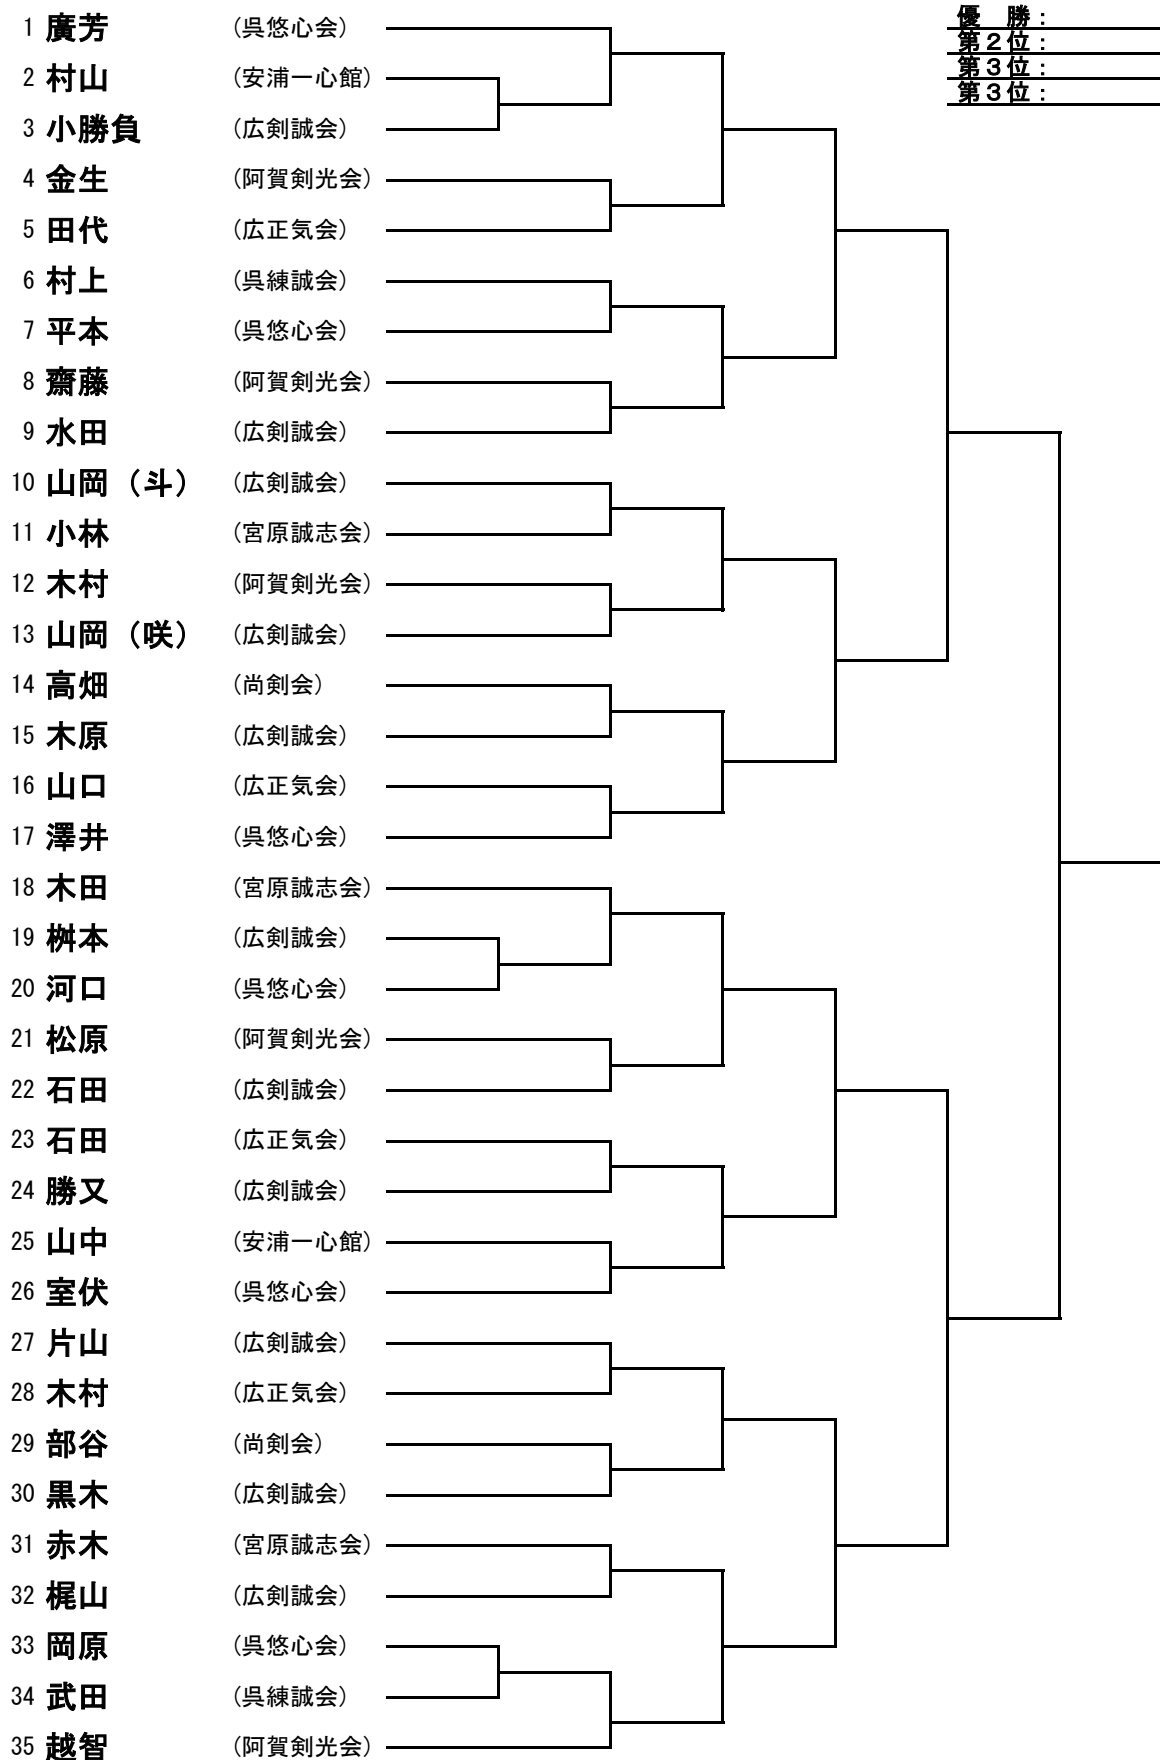 優　勝：
第２位：
第３位：
第３位：
1 廣芳 (呉悠心会)
2 村山 (安浦一心館)
3 小勝負 (広剣誠会)
4 金生 (阿賀剣光会)
5 田代 (広正気会)
6 村上 (呉練誠会)
7 平本 (呉悠心会)
8 齋藤 (阿賀剣光会)
9 水田 (広剣誠会)
10 山岡（斗） (広剣誠会)
11 小林 (宮原誠志会)
12 木村 (阿賀剣光会)
13 山岡（咲） (広剣誠会)
14 高畑 (尚剣会)
15 木原 (広剣誠会)
16 山口 (広正気会)
17 澤井 (呉悠心会)
18 木田 (宮原誠志会)
19 桝本 (広剣誠会)
20 河口 (呉悠心会)
21 松原 (阿賀剣光会)
22 石田 (広剣誠会)
23 石田 (広正気会)
24 勝又 (広剣誠会)
25 山中 (安浦一心館)
26 室伏 (呉悠心会)
27 片山 (広剣誠会)
28 木村 (広正気会)
29 部谷 (尚剣会)
30 黒木 (広剣誠会)
31 赤木 (宮原誠志会)
32 梶山 (広剣誠会)
33 岡原 (呉悠心会)
34 武田 (呉練誠会)
35 越智 (阿賀剣光会)